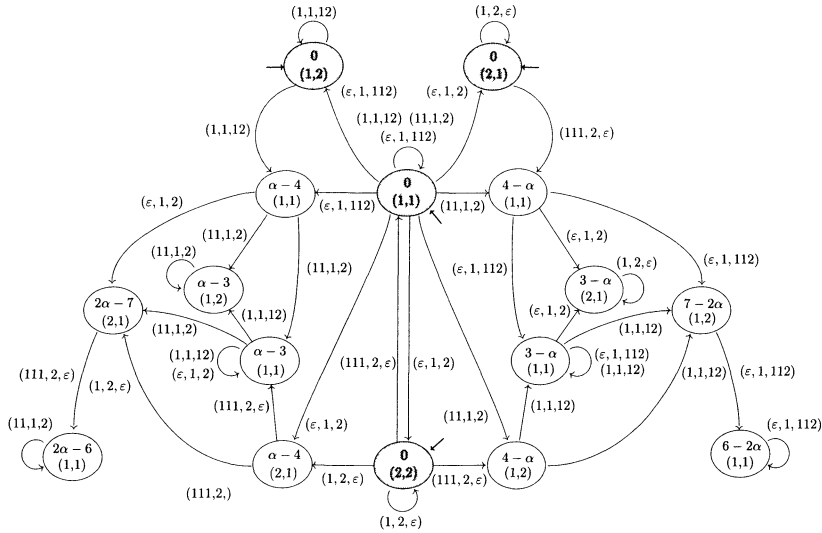 (1,1,12)
(1,2,ε)
0
(1,2)
0
(2,1)
(ε,1,112)
(ε,1,2)
(1,1,12) (11,1,2)
(ε,1,112)
(1,1,12)
(111,2,ε)
α − 4
(1,1)
(ε,1,112)
0
(1,1)
(11,1,2)
4 − α
(1,1)
(ε,1,2)
(11,1,2)
(ε,1,2)
(11,1,2)
(11,1,2)
(ε,1,112)
(1,2,ε)
(ε,1,112)
α − 3
(1,2)
3 − α
(2,1)
2α − 7
(2,1)
7 − 2α
(1,2)
(11,1,2)
(1,1,12)
(ε,1,2)
(1,1,12)
(1,1,12)
(ε,1,2)
α − 3
(1,1)
(111,2,ε)
(ε,1,2)
3 − α
(1,1)
(ε,1,112)
(1,1,12)
(111,2,ε)
(1,2,ε)
(111,2,ε)
(1,1,12)
(1,1,12)
(ε,1,112)
(11,1,2)
(ε,1,2)
(11,1,2)
(ε,1,112)
2α − 6
(1,1)
α − 4
(2,1)
(1,2,ε)
0
(2,2)
(111,2,ε)
4 − α
(1,2)
6 − 2α
(1,1)
(111,2,)
(1,2,ε)